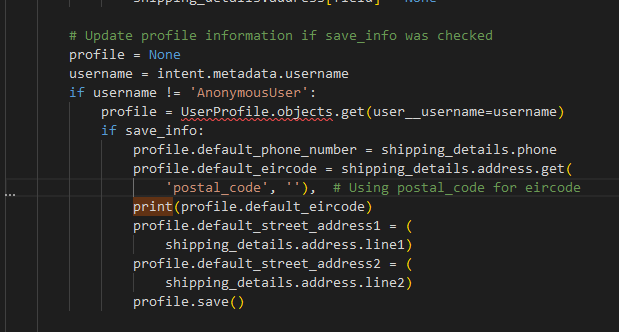 shipping_details.address[field] = None
# Update profile information if save_info was checked
profile = None
username = intent.metadata.username
if username != 'AnonymousUser':
profile = UserProfile.objects.get(user__username=username)
if save_info:
profile.default_phone_number = shipping_details.phone
profile.default_eircode = shipping_details.address.get(
'postal_code', ''),  # Using postal_code for eircode
print(profile.default_eircode)
profile.default_street_address1 = (
shipping_details.address.line1)
profile.default_street_address2 = (
shipping_details.address.line2)
profile.save()